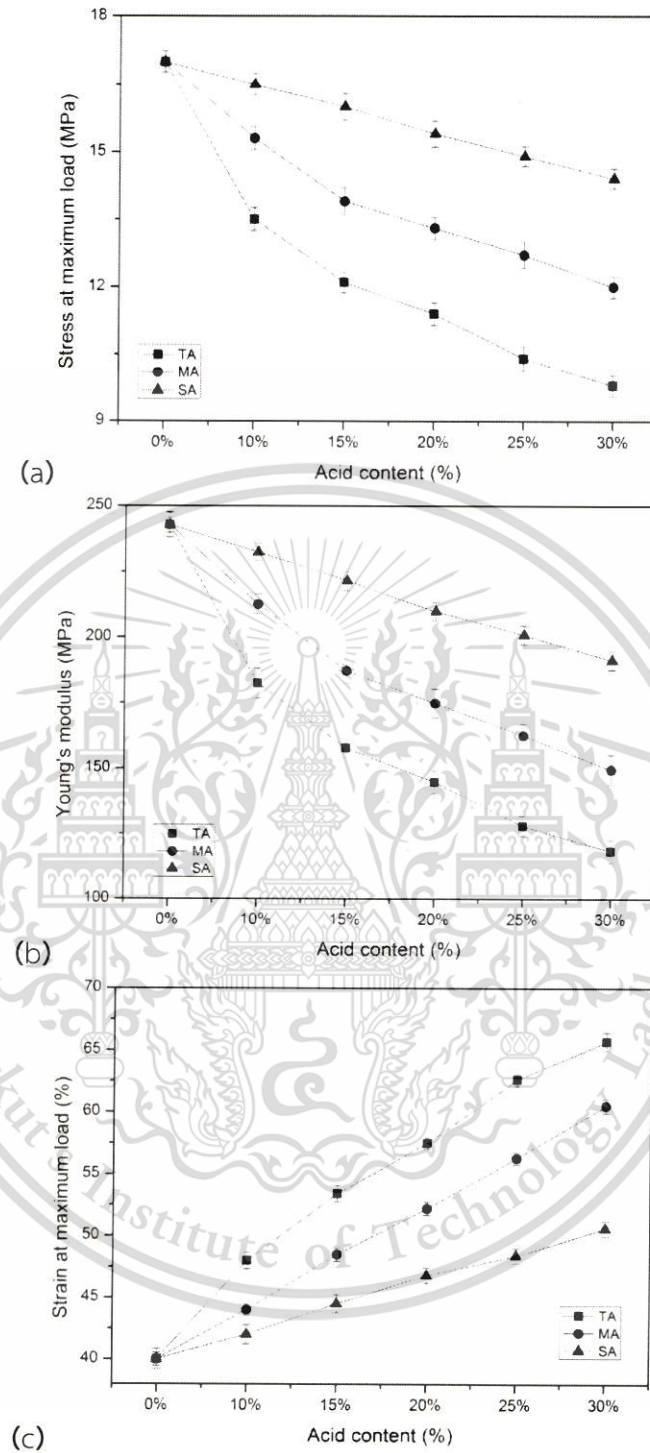 18
15
12
9
Stress at maximum load (MPa)
TA
MA
SA
0% 10% 15% 20% 25% 30%
Acid content (%)
(a)
250
200
150
100
Young's modulus (MPa)
TA
MA
SA
0% 10% 15% 20% 25% 30%
Acid content (%)
(b)
70
65
60
55
50
45
40
Strain at maximum load (%)
TA
MA
SA
0% 10% 15% 20% 25% 30%
Acid content (%)
(c)
Institute of Technology